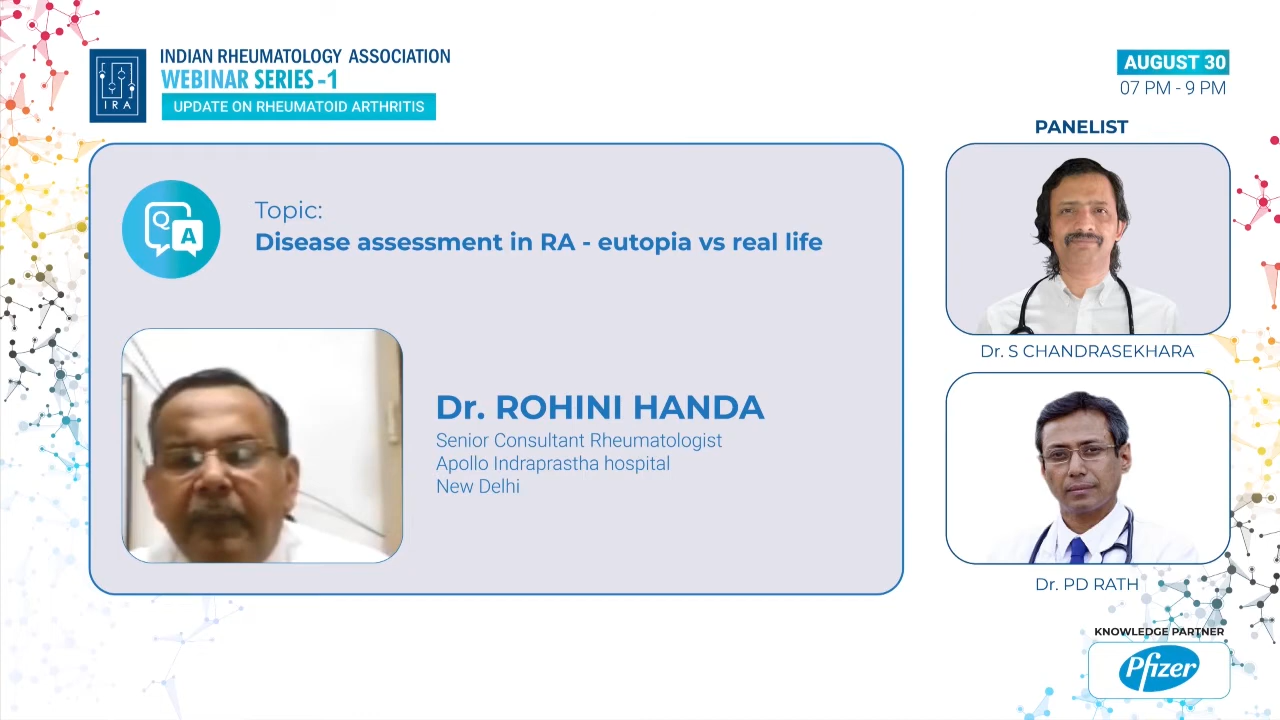 IRA
INDIAN RHEUMATOLOGY ASSOCIATION
WEBINAR SERIES -1
UPDATE ON RHEUMATOID ARTHRITIS
AUGUST 30
07 PM - 9 PM
Q
A
Topic:
Disease assessment in RA - eutopia vs real life
Dr. ROHINI HANDA
Senior Consultant Rheumatologist
Apollo Indraprastha hospital
New Delhi
PANELIST
Dr. S CHANDRASEKHARA
Dr. PD RATH
KNOWLEDGE PARTNER
Pfizer